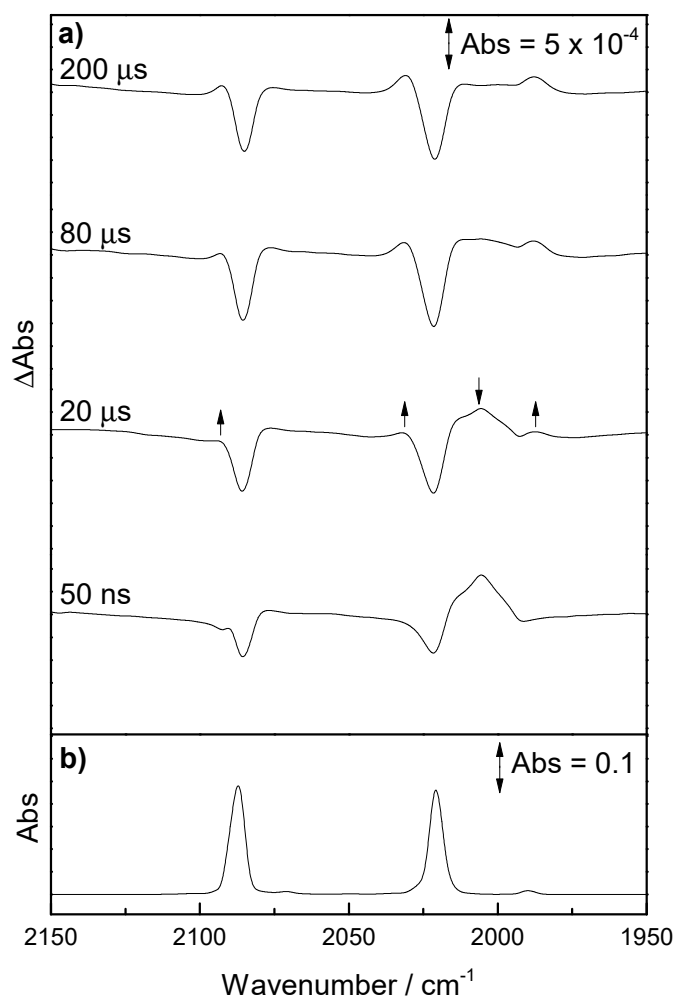 a)
Abs = 5 x 10⁻⁴
200 µs
80 µs
20 µs
50 ns
ΔAbs
b)
Abs = 0.1
Abs
2150 2100 2050 2000 1950
Wavenumber / cm⁻¹